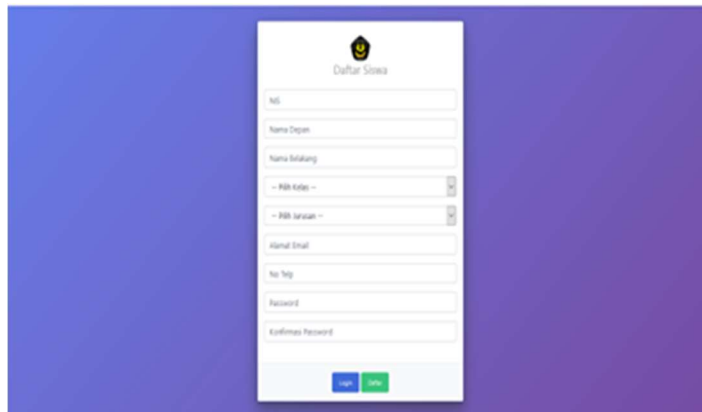 Daftar Siswa
NIS
Nama Depan
Nama Belakang
-- Pilih Kelas --
-- Pilih Jurusan --
Alamat Email
No Telp
Password
Konfirmasi Password
Login Daftar